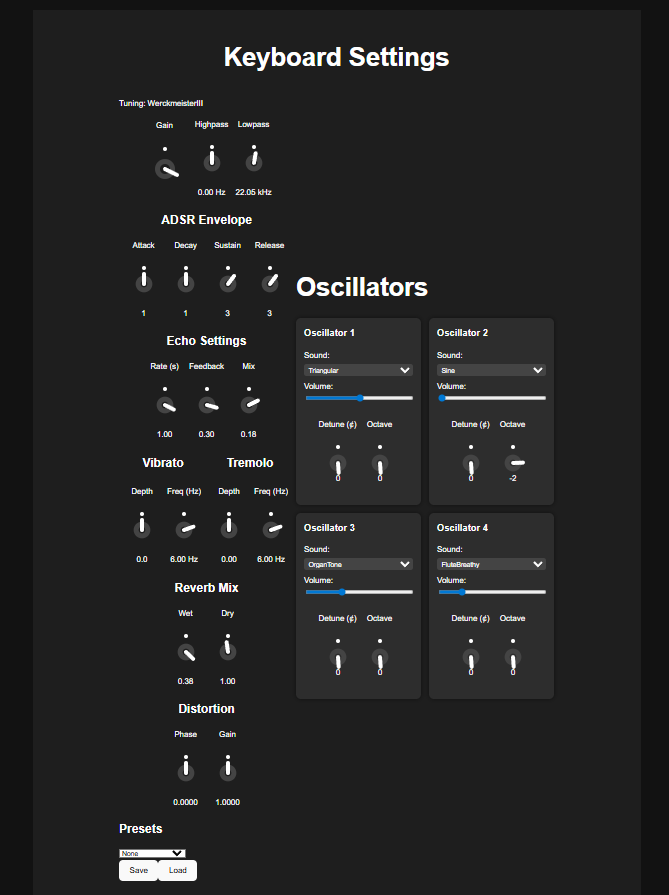 Keyboard Settings
Tuning: WerckmeisterIII
Gain Highpass Lowpass
0.00 Hz 22.05 kHz
ADSR Envelope
Attack Decay Sustain Release
1 1 3 3
Echo Settings
Rate (s) Feedback Mix
1.00 0.30 0.18
Vibrato Tremolo
Depth Freq (Hz) Depth Freq (Hz)
0.0 6.00 Hz 0.00 6.00 Hz
Reverb Mix
Wet Dry
0.38 1.00
Distortion
Phase Gain
0.0000 1.0000
Presets
None
Save Load
Oscillators
Oscillator 1
Sound:
Triangular
Volume:
Detune (¢) Octave
0 0
Oscillator 2
Sound:
Sine
Volume:
Detune (¢) Octave
0 -2
Oscillator 3
Sound:
OrganTone
Volume:
Detune (¢) Octave
0 0
Oscillator 4
Sound:
FluteBreathy
Volume:
Detune (¢) Octave
0 0